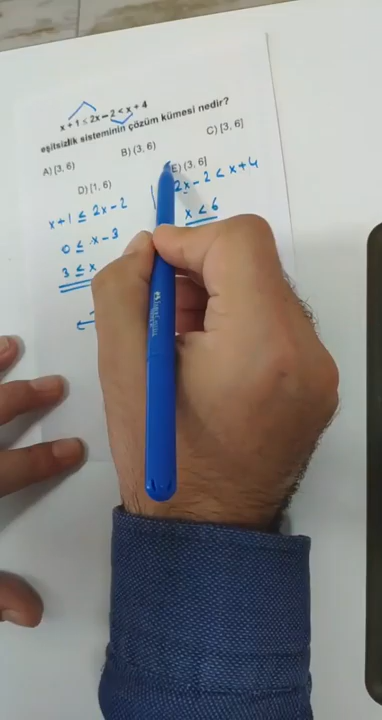 x + 1 ≤ 2x − 2 < x + 4
eşitsizlik sisteminin çözüm kümesi nedir?
A) [3, 6) B) (3, 6) C) [3, 6]
D) [1, 6) E) (3, 6]
x+1 ≤ 2x-2
0 ≤ x-3
3 ≤ x
2x-2 < x+4
x < 6